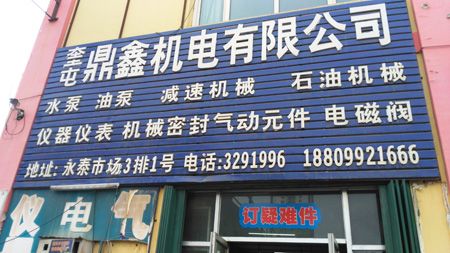 奎屯鼎鑫机电有限公司
水泵 油泵 减速机械 石油机械
仪器仪表 机械密封气动元件 电磁阀
地址:永泰市场3排1号 电话:3291996 18809921666
订疑难件
仪电气